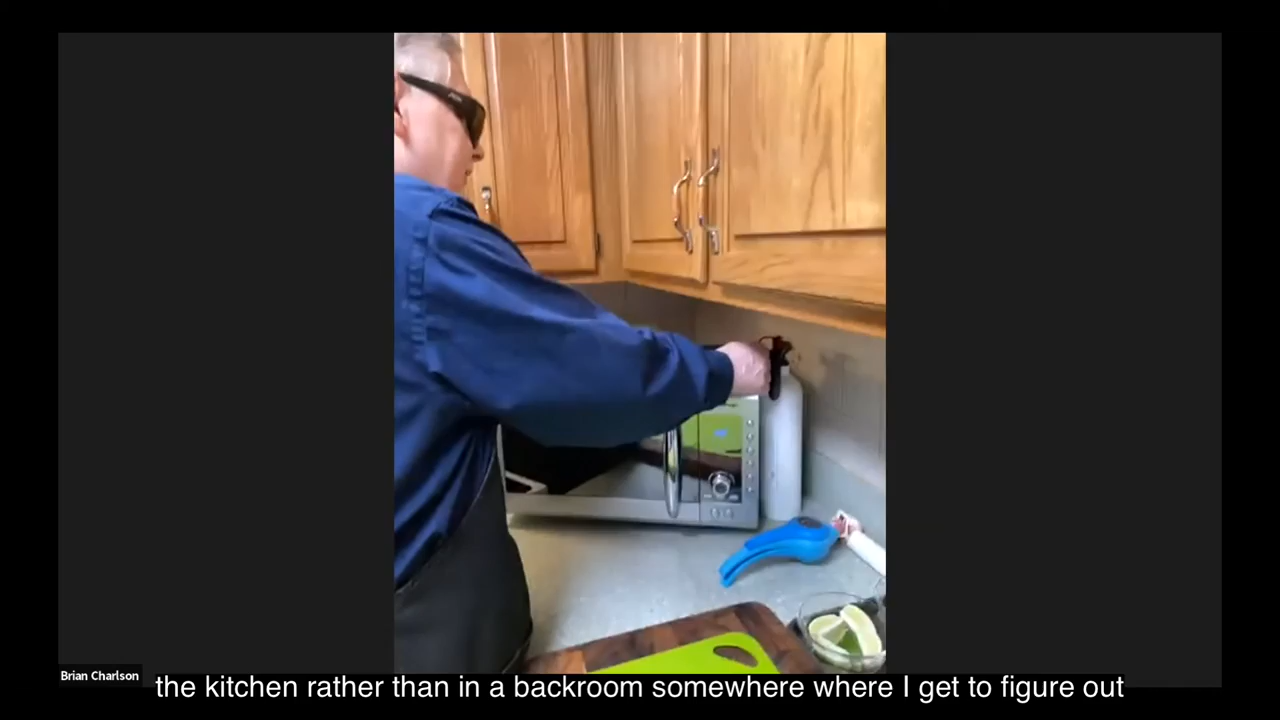 Brian Charlson
the kitchen rather than in a backroom somewhere where I get to figure out